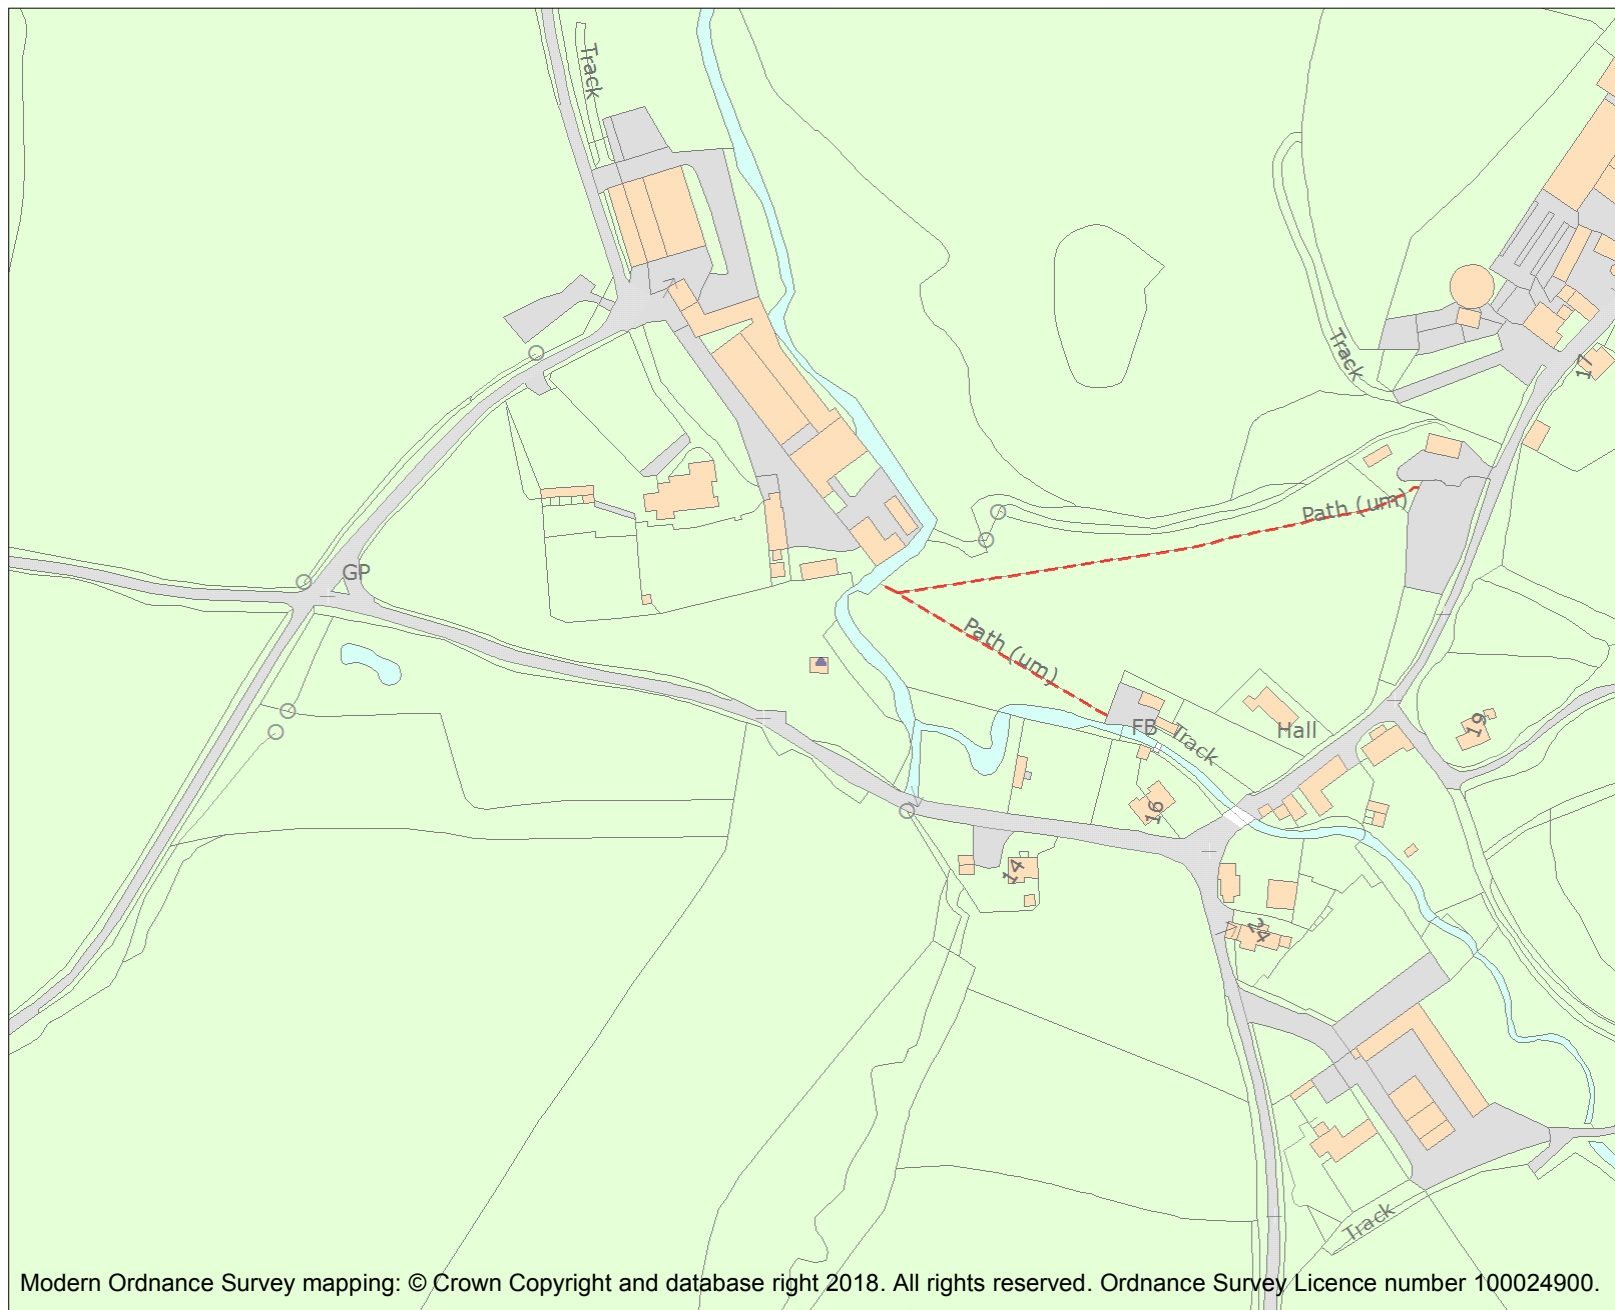 Track
Track
17
Path (um)
GP
Path (um)
FB
Track
Hall
19
16
14
24
Track
Modern Ordnance Survey mapping: © Crown Copyright and database right 2018. All rights reserved. Ordnance Survey Licence number 100024900.